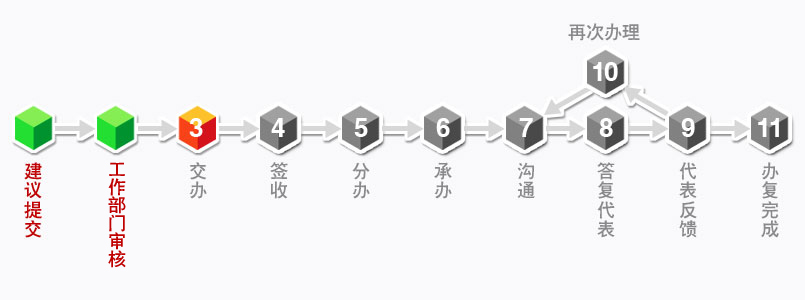 再次办理
10
3
4
5
6
7
8
9
11
建议提交
工作部门审核
交办
签收
分办
承办
沟通
答复代表
代表反馈
办复完成